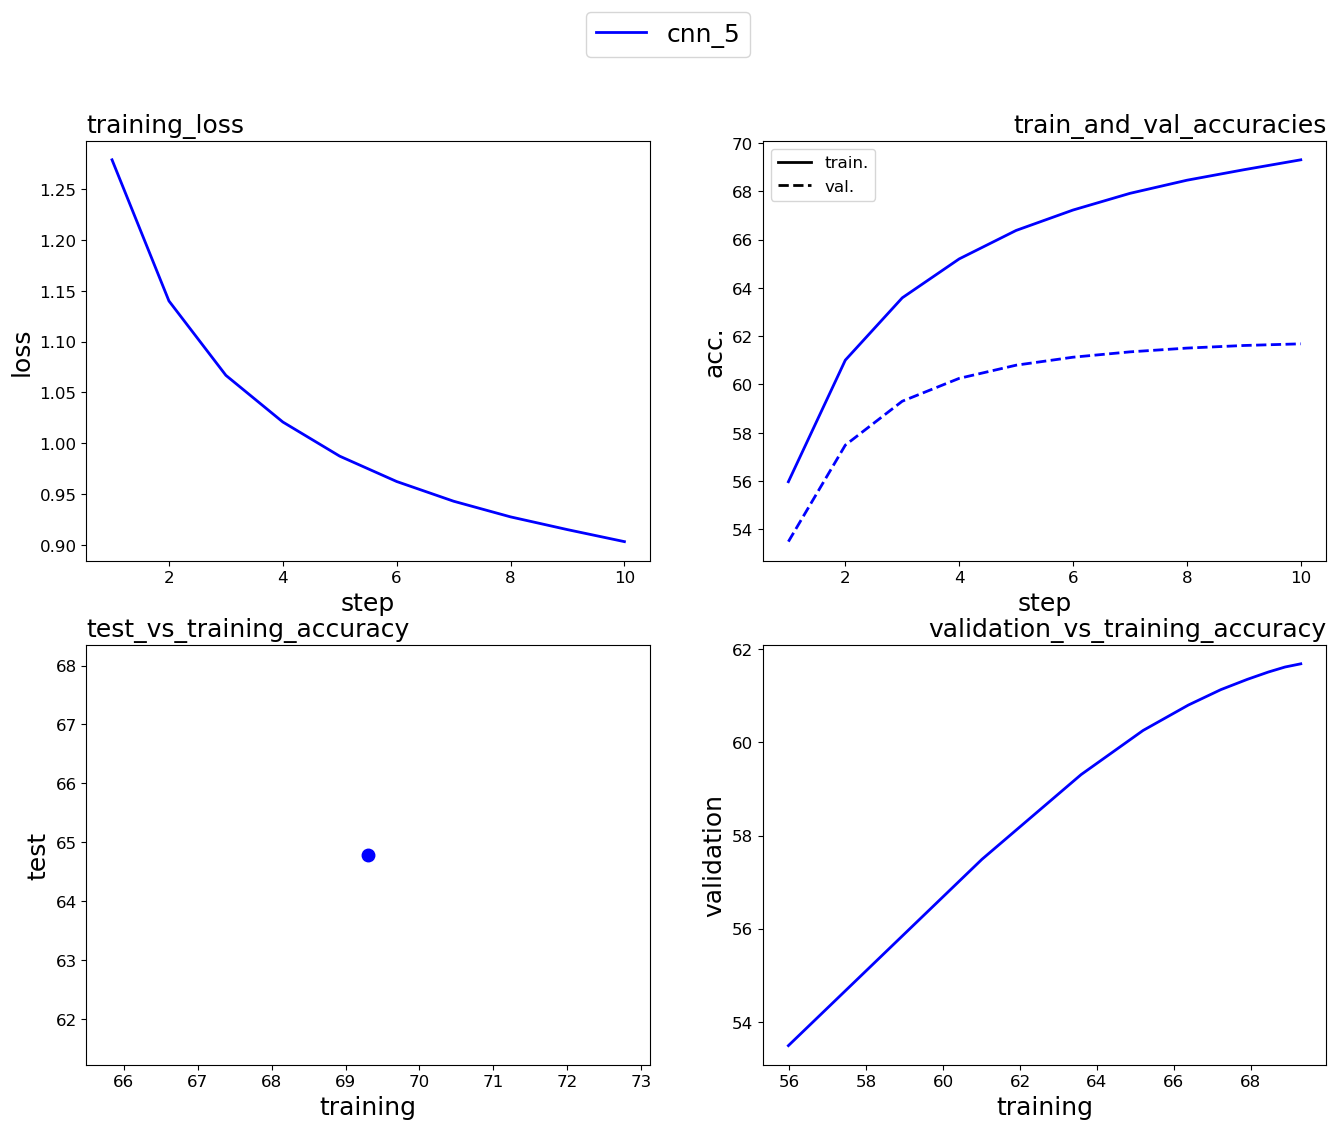 cnn_5
training_loss
1.25
1.20
1.15
1.10
1.05
1.00
0.95
0.90
loss
2 4 6 8 10
step
train_and_val_accuracies
train.
val.
70
68
66
64
62
60
58
56
54
acc.
2 4 6 8 10
step
test_vs_training_accuracy
68
67
66
65
64
63
62
test
66 67 68 69 70 71 72 73
training
validation_vs_training_accuracy
62
60
58
56
54
validation
56 58 60 62 64 66 68
training